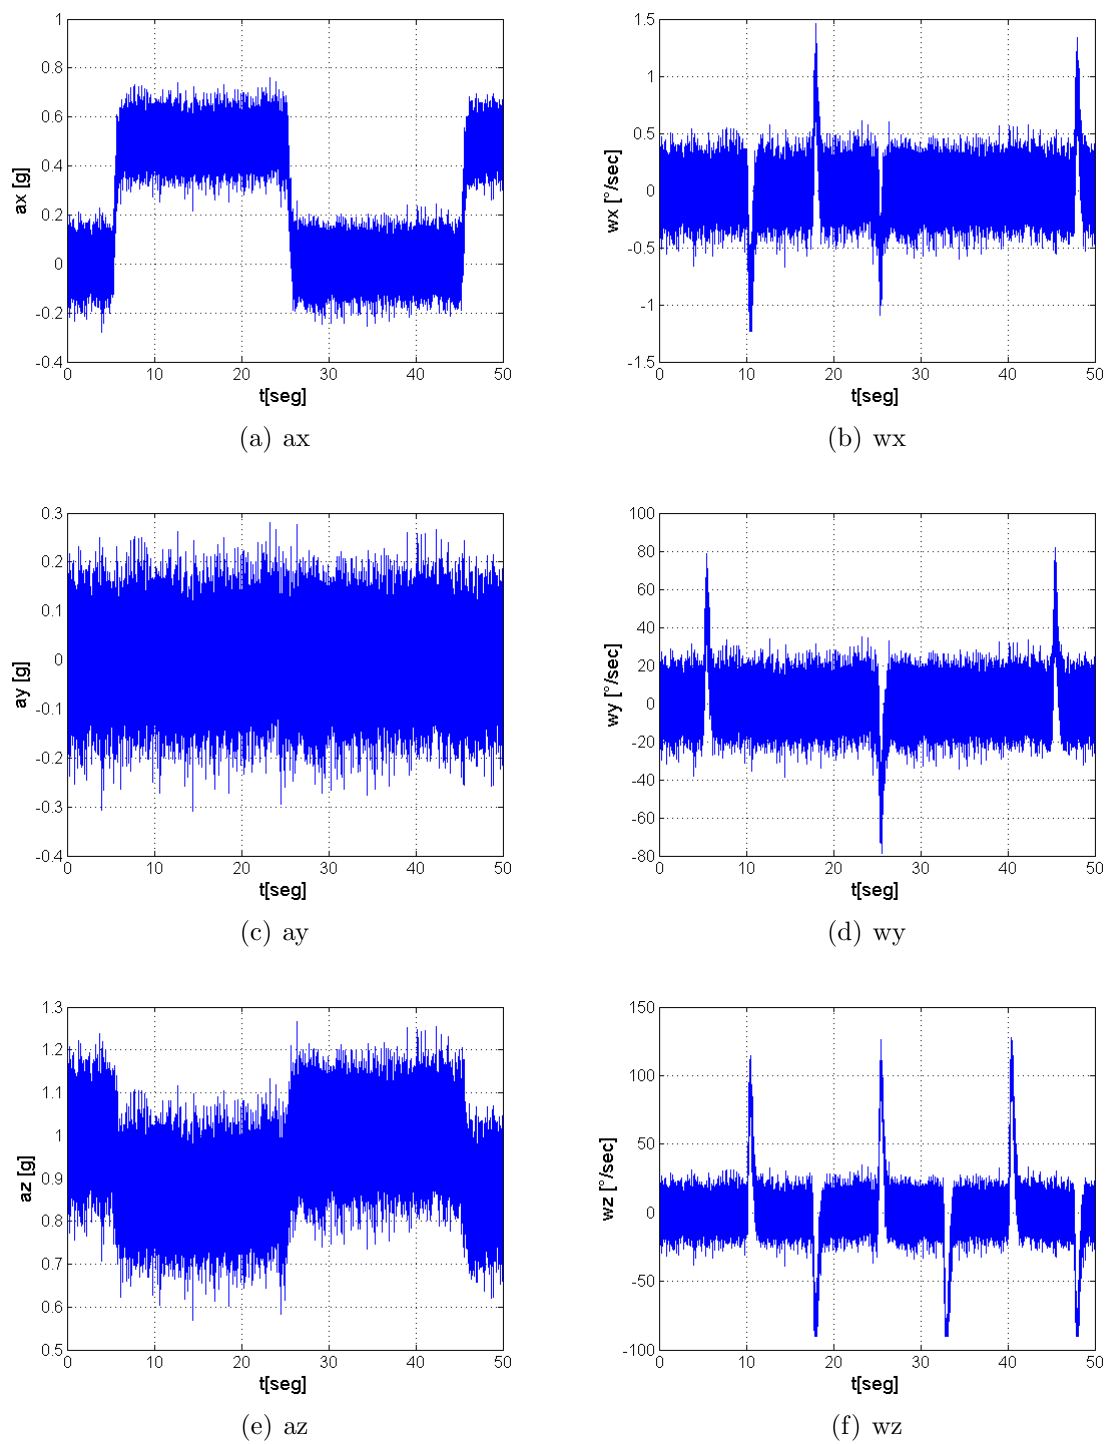 1
0.8
0.6
0.4
0.2
0
-0.2
-0.4
ax [g]
0 10 20 30 40 50
t[seg]
(a) ax
1.5
1
0.5
0
-0.5
-1
-1.5
wx [°/sec]
0 10 20 30 40 50
t[seg]
(b) wx
0.3
0.2
0.1
0
-0.1
-0.2
-0.3
-0.4
ay [g]
0 10 20 30 40 50
t[seg]
(c) ay
100
80
60
40
20
0
-20
-40
-60
-80
wy [°/sec]
0 10 20 30 40 50
t[seg]
(d) wy
1.3
1.2
1.1
1
0.9
0.8
0.7
0.6
0.5
az [g]
0 10 20 30 40 50
t[seg]
(e) az
150
100
50
0
-50
-100
wz [°/sec]
0 10 20 30 40 50
t[seg]
(f) wz